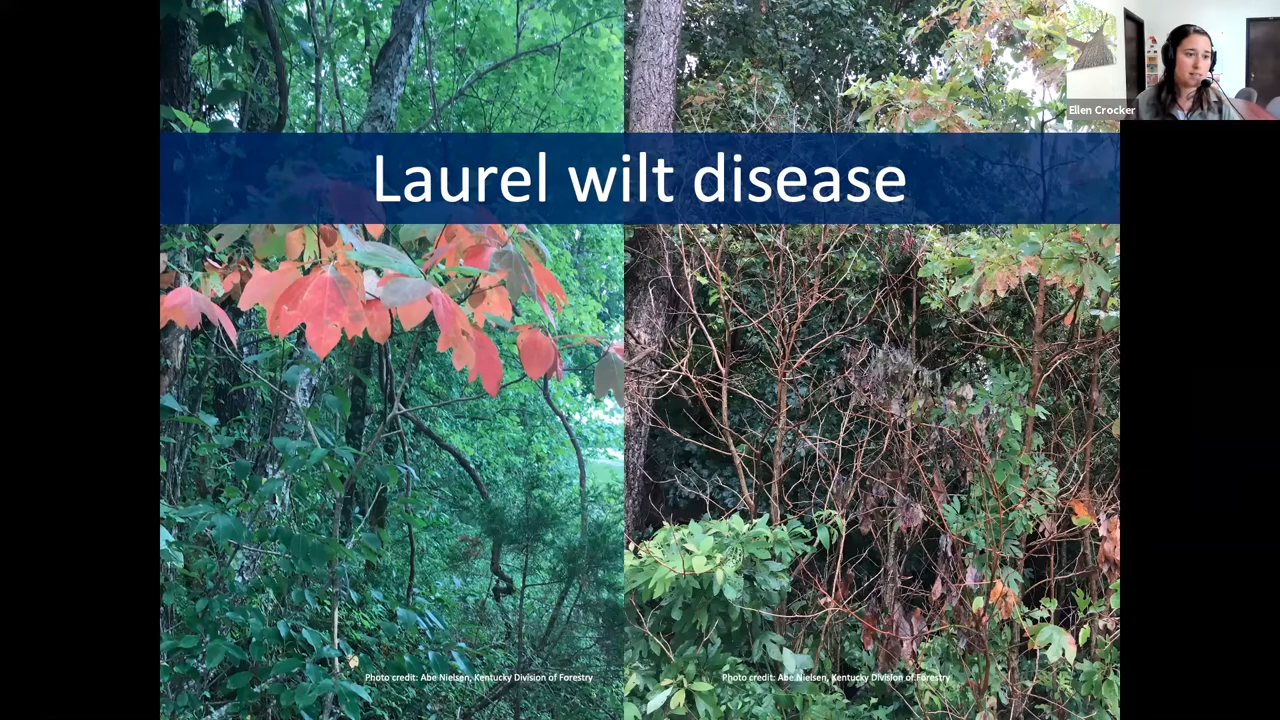 Ellen Crocker
Laurel wilt disease
Photo credit: Abe Nielsen, Kentucky Division of Forestry
Photo credit: Abe Nielsen, Kentucky Division of Forestry